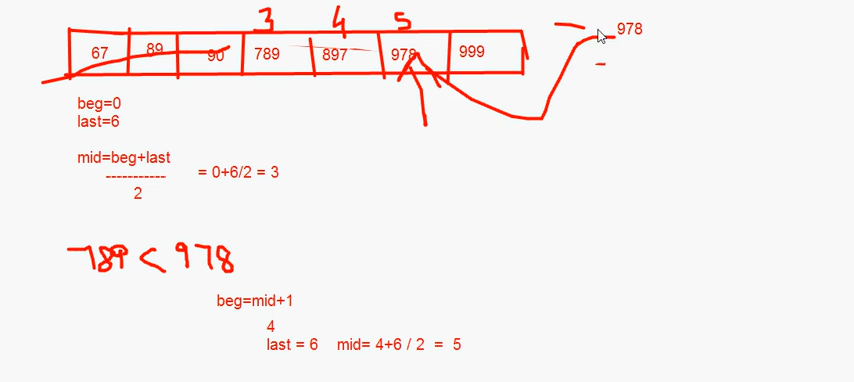 3 4 5
978
67 89 90 789 897 978 999
beg=0
last=6
mid=beg+last
-----------
= 0+6/2 = 3
2
789 < 978
beg=mid+1
4
last = 6 mid= 4+6 / 2 = 5